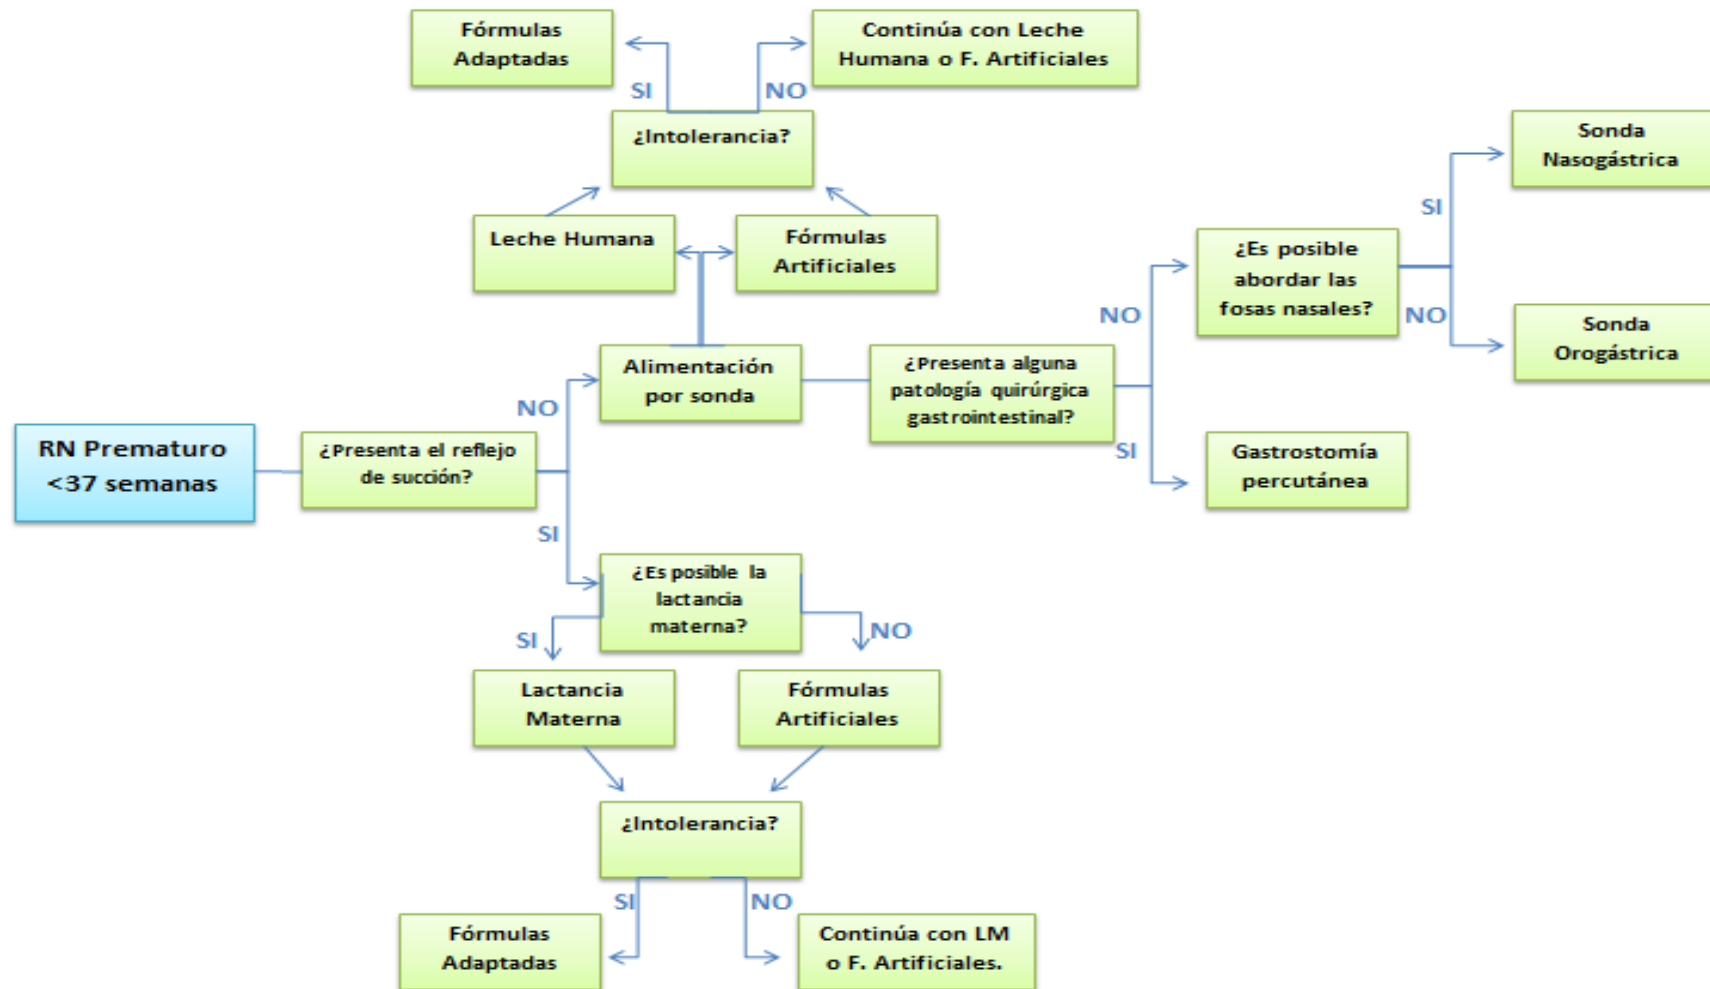 Fórmulas
Adaptadas
Continúa con Leche
Humana o F. Artificiales
SI
NO
¿Intolerancia?
Leche Humana
Fórmulas
Artificiales
Sonda
Nasogástrica
SI
¿Es posible
abordar las
fosas nasales?
NO
NO
Sonda
Orogástrica
Alimentación
por sonda
¿Presenta alguna
patología quirúrgica
gastrointestinal?
NO
RN Prematuro
<37 semanas
¿Presenta el reflejo
de succión?
SI
Gastrostomía
percutánea
SI
¿Es posible la
lactancia
materna?
SI
NO
Lactancia
Materna
Fórmulas
Artificiales
¿Intolerancia?
SI
NO
Fórmulas
Adaptadas
Continúa con LM
o F. Artificiales.